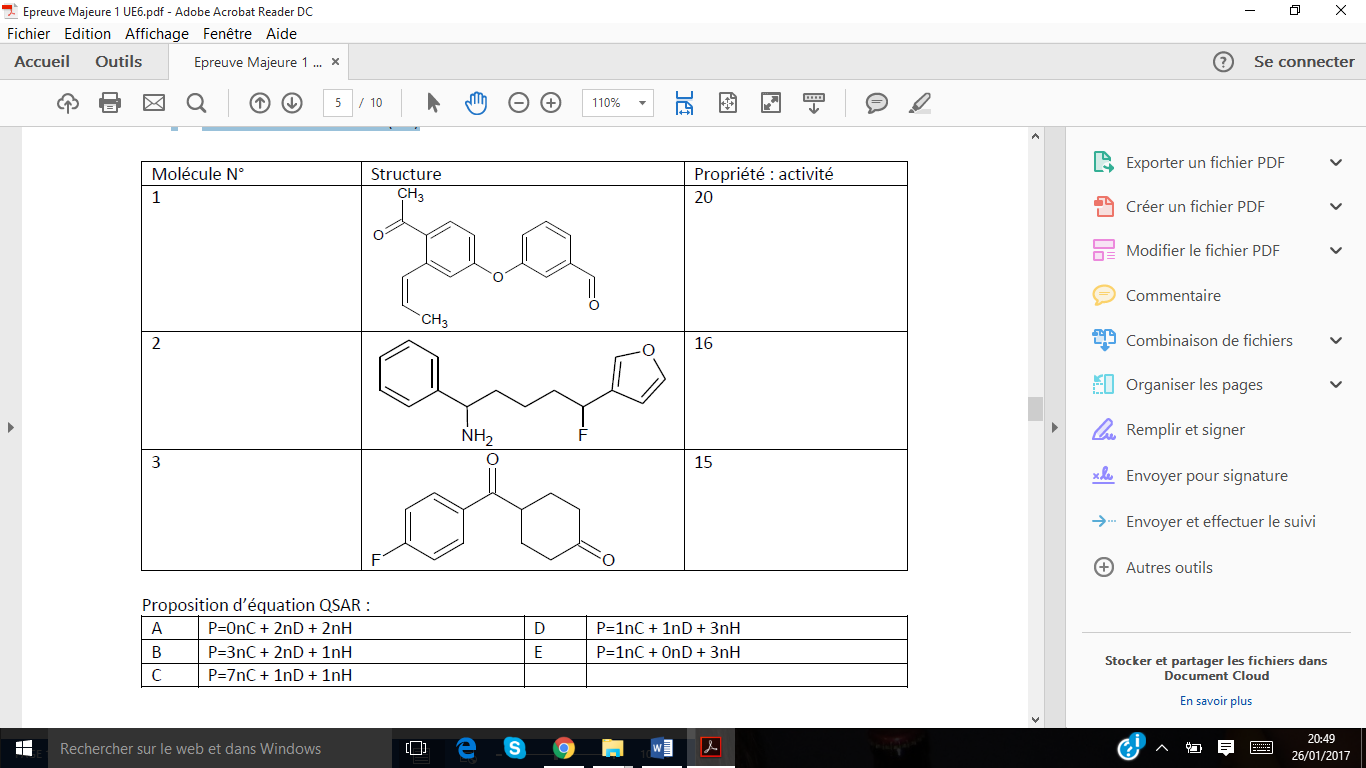 Epreuve Majeure 1 UE6.pdf - Adobe Acrobat Reader DC
Fichier Edition Affichage Fenêtre Aide
Accueil Outils Epreuve Majeure 1 ... × ? Se connecter
5 / 10 110%
Molécule N° Structure Propriété : activité
1 20
CH3
O
O
O
CH3
2 16
O
NH2 F
3 15
O
F
O
Proposition d'équation QSAR :
A P=0nC + 2nD + 2nH D P=1nC + 1nD + 3nH
B P=3nC + 2nD + 1nH E P=1nC + 0nD + 3nH
C P=7nC + 1nD + 1nH
Exporter un fichier PDF
Créer un fichier PDF
Modifier le fichier PDF
Commentaire
Combinaison de fichiers
Organiser les pages
Remplir et signer
Envoyer pour signature
Envoyer et effectuer le suivi
Autres outils
Stocker et partager les fichiers dans
Document Cloud
En savoir plus
Rechercher sur le web et dans Windows
20:49
26/01/2017